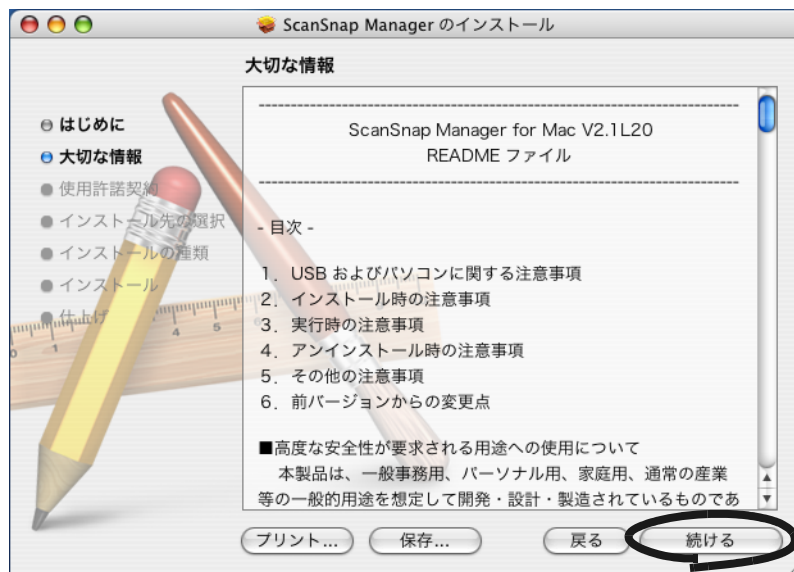 ScanSnap Manager のインストール
大切な情報
はじめに
大切な情報
使用許諾契約
インストール先の選択
インストールの種類
インストール
仕上げ
----------------------------------------------------------------
ScanSnap Manager for Mac V2.1L20
README ファイル
----------------------------------------------------------------
- 目次 -
1．USB およびパソコンに関する注意事項
2．インストール時の注意事項
3．実行時の注意事項
4．アンインストール時の注意事項
5．その他の注意事項
6．前バージョンからの変更点
■高度な安全性が要求される用途への使用について
本製品は、一般事務用、パーソナル用、家庭用、通常の産業
等の一般的用途を想定して開発・設計・製造されているものであ
0 1 4 5
プリント... 保存... 戻る 続ける